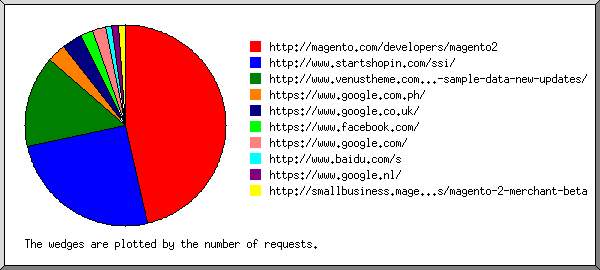 http://magento.com/developers/magento2
http://www.startshopin.com/ssi/
http://www.venustheme.com...-sample-data-new-updates/
https://www.google.com.ph/
https://www.google.co.uk/
https://www.facebook.com/
https://www.google.com/
http://www.baidu.com/s
https://www.google.nl/
http://smallbusiness.mage...s/magento-2-merchant-beta
The wedges are plotted by the number of requests.